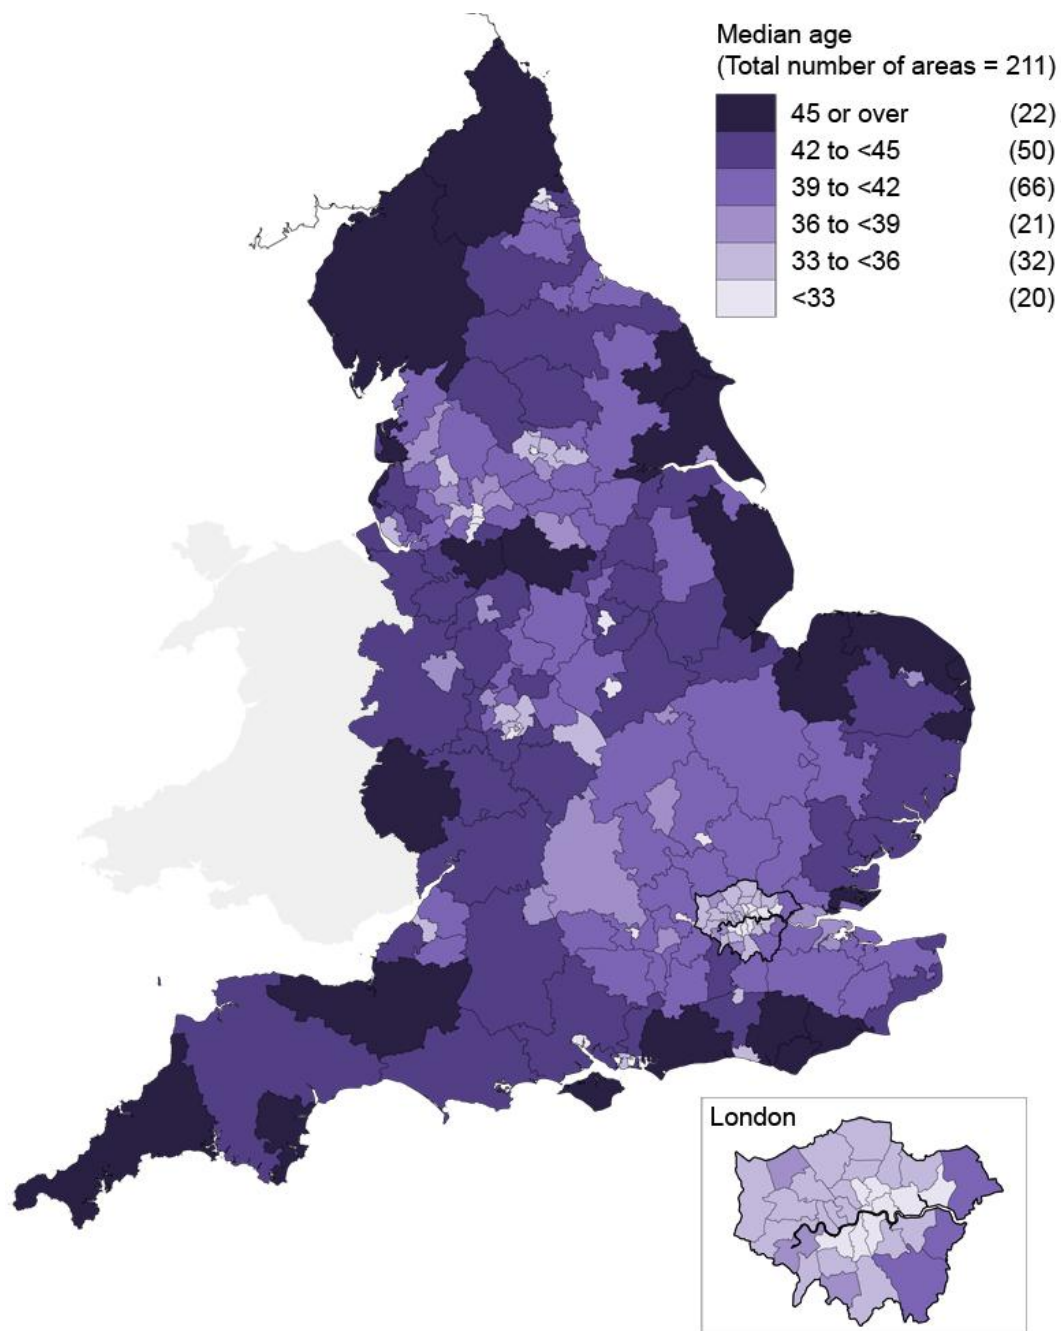 Median age
(Total number of areas = 211)
45 or over (22)
42 to <45 (50)
39 to <42 (66)
36 to <39 (21)
33 to <36 (32)
<33 (20)
London